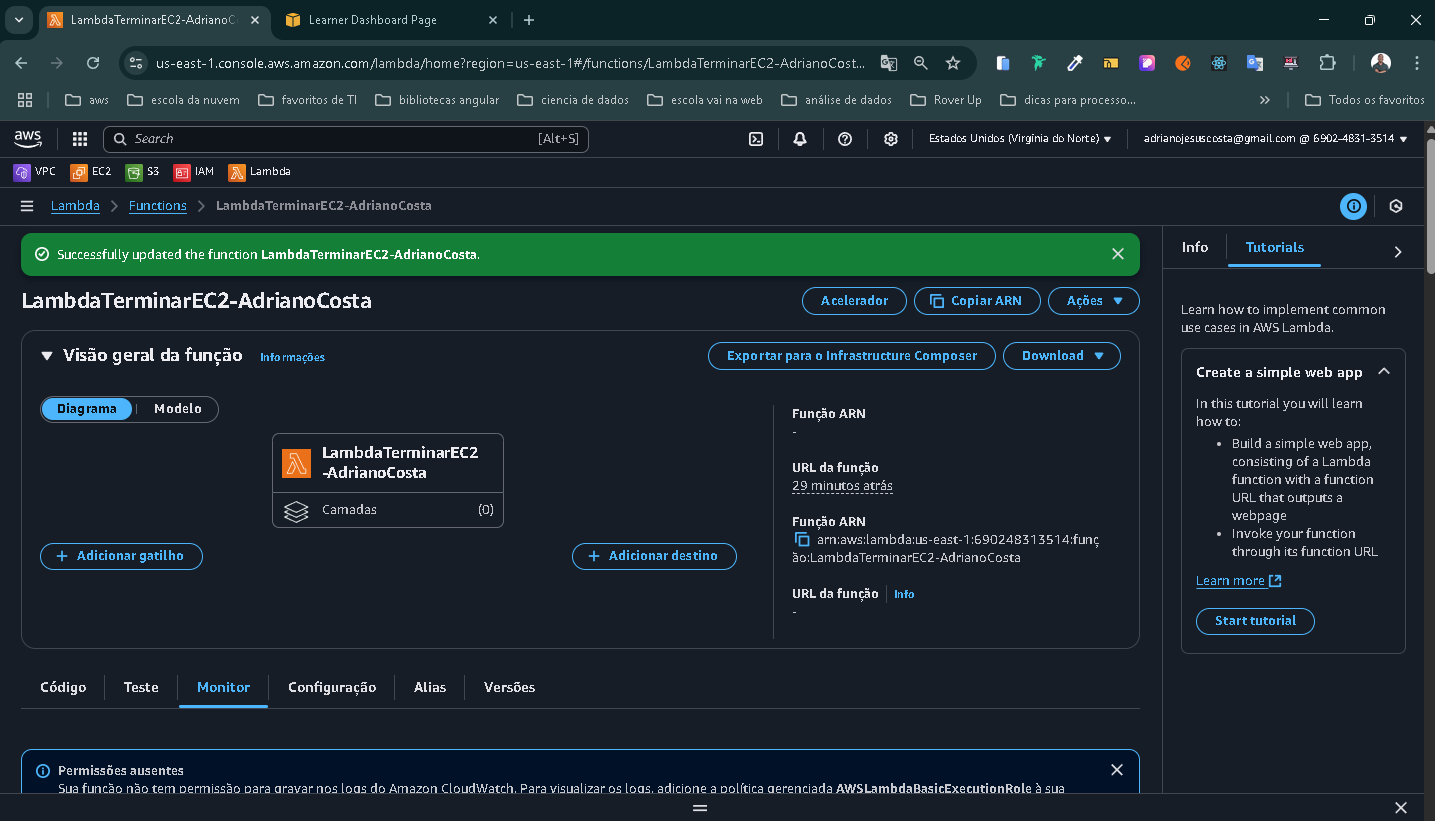 LambdaTerminarEC2-AdrianoC
Learner Dashboard Page
us-east-1.console.aws.amazon.com/lambda/home?region=us-east-1#/functions/LambdaTerminarEC2-AdrianoCost...
aws
escola da nuvem
favoritos de TI
bibliotecas angular
ciencia de dados
escola vai na web
análise de dados
Rover Up
dicas para processo...
Todos os favoritos
aws
Search
[Alt+S]
Estados Unidos (Virgínia do Norte)
adrianojesuscosta@gmail.com @ 6902-4831-3514
VPC
EC2
S3
IAM
Lambda
Lambda
Functions
LambdaTerminarEC2-AdrianoCosta
Successfully updated the function LambdaTerminarEC2-AdrianoCosta.
LambdaTerminarEC2-AdrianoCosta
Acelerador
Copiar ARN
Ações
Visão geral da função
Informações
Exportar para o Infrastructure Composer
Download
Diagrama
Modelo
LambdaTerminarEC2
-AdrianoCosta
Camadas
(0)
Adicionar gatilho
Adicionar destino
Função ARN
-
URL da função
29 minutos atrás
Função ARN
arn:aws:lambda:us-east-1:690248313514:funç
ão:LambdaTerminarEC2-AdrianoCosta
URL da função
Info
-
Código
Teste
Monitor
Configuração
Alias
Versões
Permissões ausentes
Sua função não tem permissão para gravar nos logs do Amazon CloudWatch. Para visualizar os logs, adicione a política gerenciada AWSLambdaBasicExecutionRole à sua
Info
Tutorials
Learn how to implement common
use cases in AWS Lambda.
Create a simple web app
In this tutorial you will learn
how to:
• Build a simple web app,
consisting of a Lambda
function with a function
URL that outputs a
webpage
• Invoke your function
through its function URL
Learn more
Start tutorial